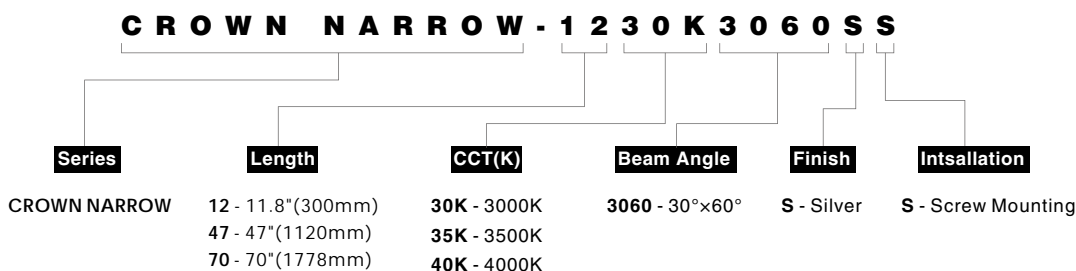 CROWN NARROW-1230K3060SS
Series Length CCT(K) Beam Angle Finish Intsallation
CROWN NARROW 12 - 11.8"(300mm) 30K - 3000K 3060 - 30°×60° S - Silver S - Screw Mounting
47 - 47"(1120mm) 35K - 3500K
70 - 70"(1778mm) 40K - 4000K